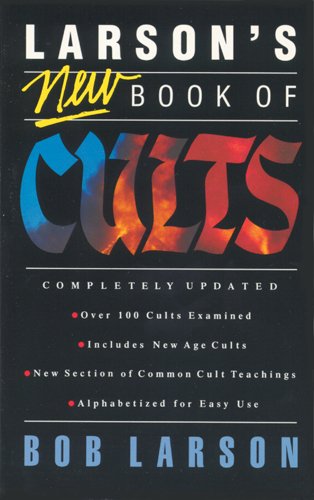 LARSON'S
new BOOK OF
CULTS
COMPLETELY UPDATED
• Over 100 Cults Examined
• Includes New Age Cults
• New Section of Common Cult Teachings
• Alphabetized for Easy Use
BOB LARSON